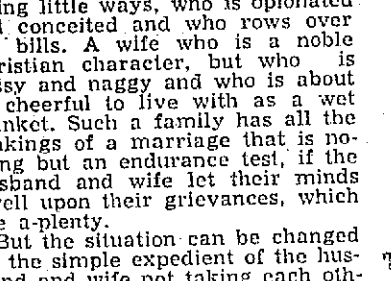 ing little ways, who is opionated
conceited and who rows over
bills. A wife who is a noble
ristian character, but who is
ssy and naggy and who is about
cheerful to live with as a wet
nket. Such a family has all the
kings of a marriage that is no-
ng but an endurance test, if the
sband and wife let their minds
ell upon their grievances, which
e a-plenty.
But the situation can be changed
the simple expedient of the hus-
nd and wife not taking each oth-